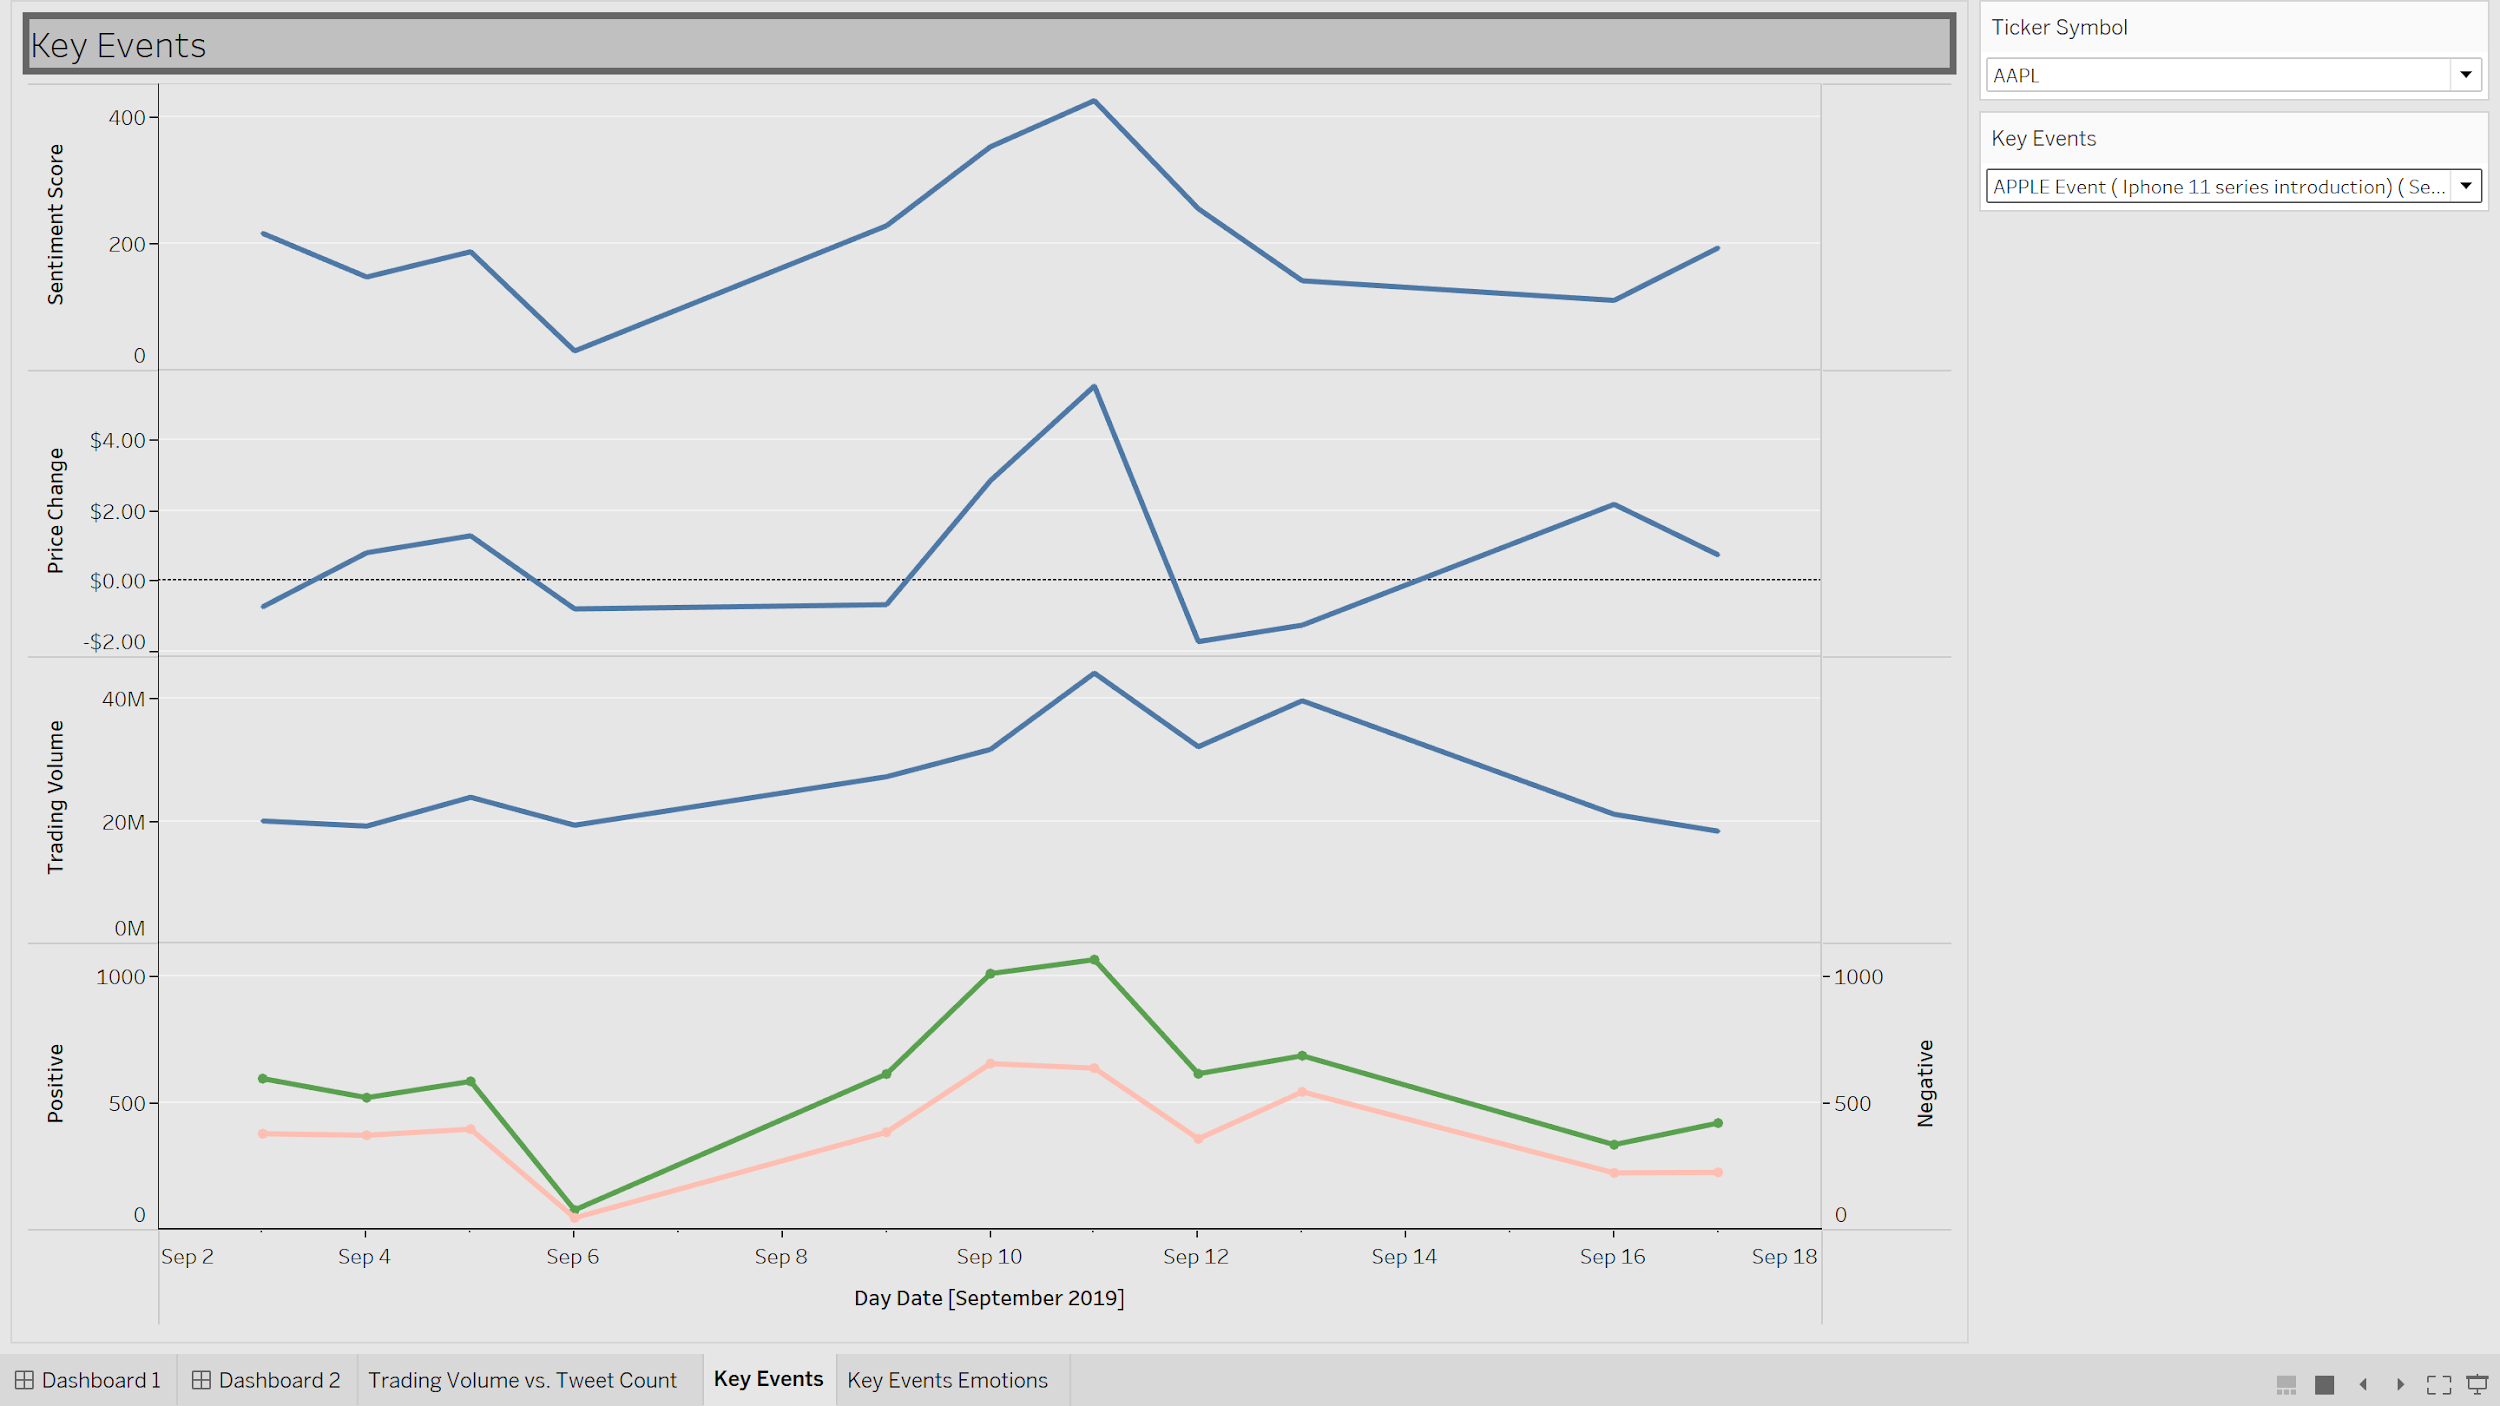 Key Events
Sentiment Score
400
200
0
Price Change
$4.00
$2.00
$0.00
-$2.00
Trading Volume
40M
20M
0M
Positive
1000
500
0
1000
500
0
Negative
Sep 2
Sep 4
Sep 6
Sep 8
Sep 10
Sep 12
Sep 14
Sep 16
Sep 18
Day Date [September 2019]
Ticker Symbol
AAPL
Key Events
APPLE Event ( Iphone 11 series introduction) ( Se...
Dashboard 1
Dashboard 2
Trading Volume vs. Tweet Count
Key Events
Key Events Emotions